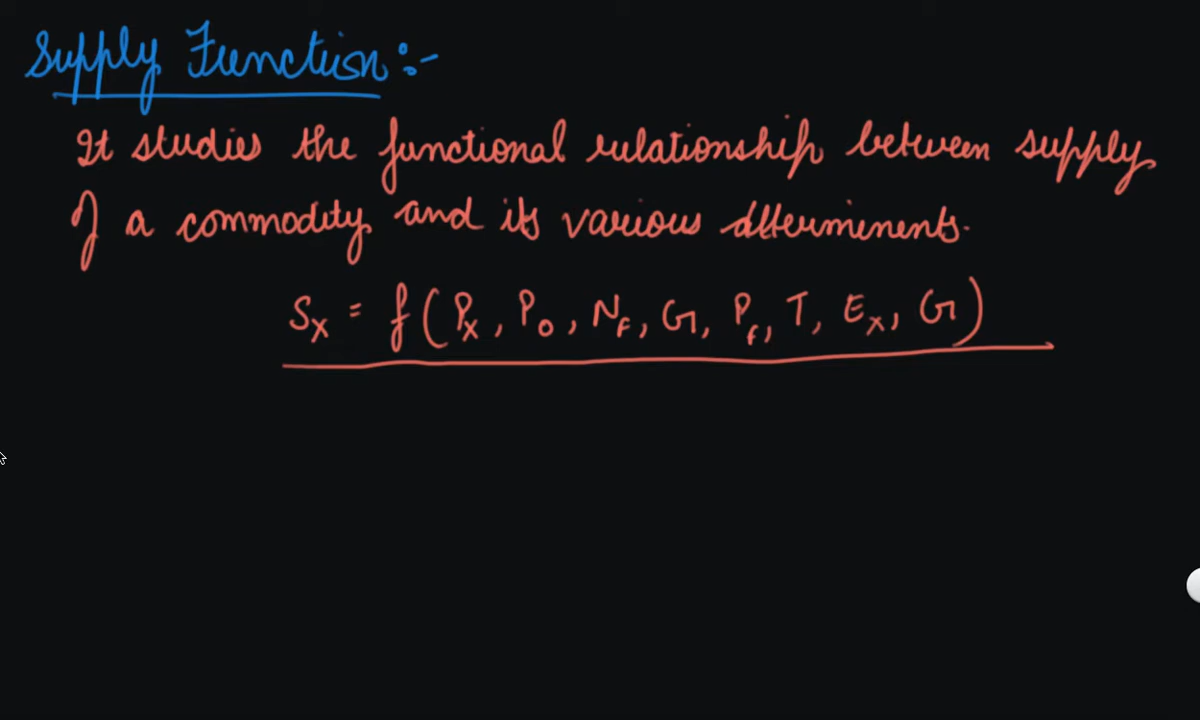 Supply Function :-
It studies the functional relationship between supply
of a commodity and its various determinents.
Sx = f(Px, Po, NF, G, Pf, T, Ex, G)